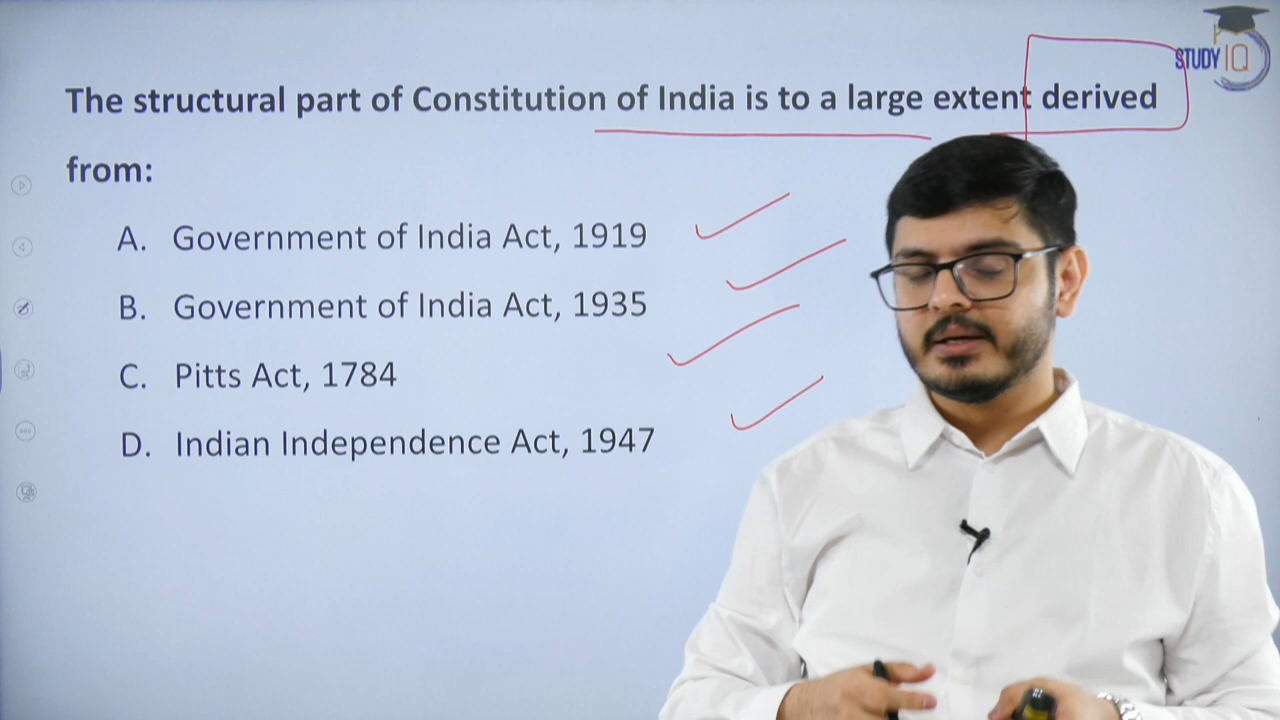 STUDY IQ
The structural part of Constitution of India is to a large extent derived
from:
A. Government of India Act, 1919
B. Government of India Act, 1935
C. Pitts Act, 1784
D. Indian Independence Act, 1947